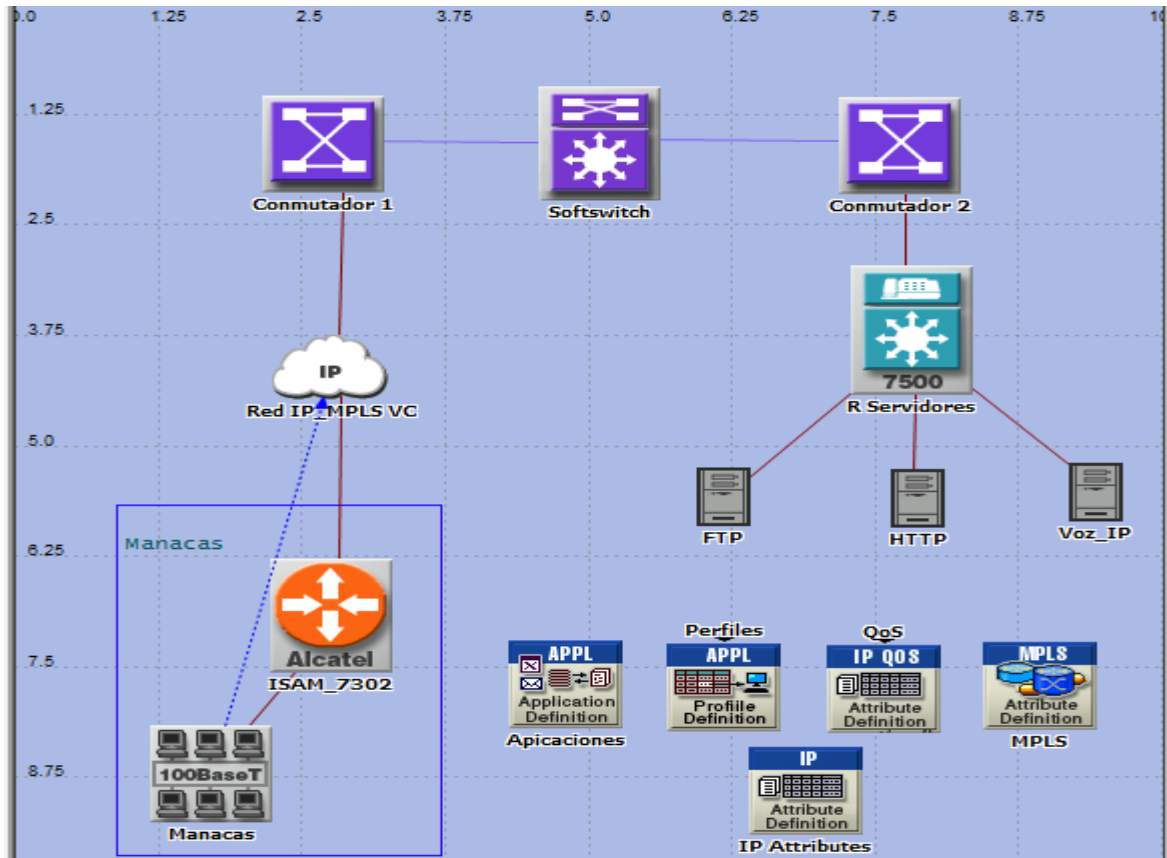 0.0 1.25 2.5 3.75 5.0 6.25 7.5 8.75 10
1.25
Conmutador 1
Softswitch
Conmutador 2
2.5
3.75
IP
Red IP_MPLS VC
7500
R Servidores
5.0
FTP
HTTP
Voz_IP
Manacas
6.25
Alcatel
ISAM_7302
7.5
Perfiles
QoS
APPL
Application
Definition
Apicaciones
APPL
Profiile
Definition
IP QOS
Attribute
Definition
MPLS
Attribute
Definition
MPLS
8.75
100BaseT
Manacas
IP
Attribute
Definition
IP Attributes